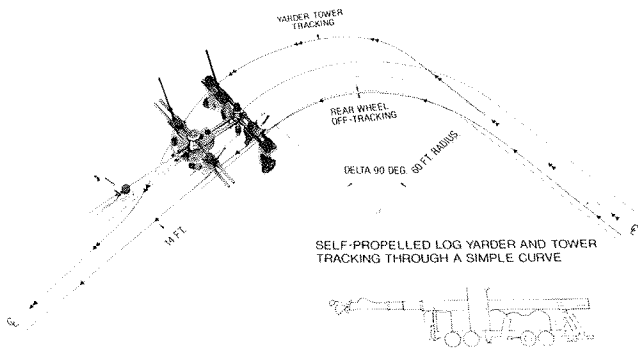 YARDER TOWER
TRACKING
REAR WHEEL
OFF-TRACKING
DELTA 90 DEG.
60 FT. RADIUS
14 FT.
SELF-PROPELLED LOG YARDER AND TOWER
TRACKING THROUGH A SIMPLE CURVE
℄
℄